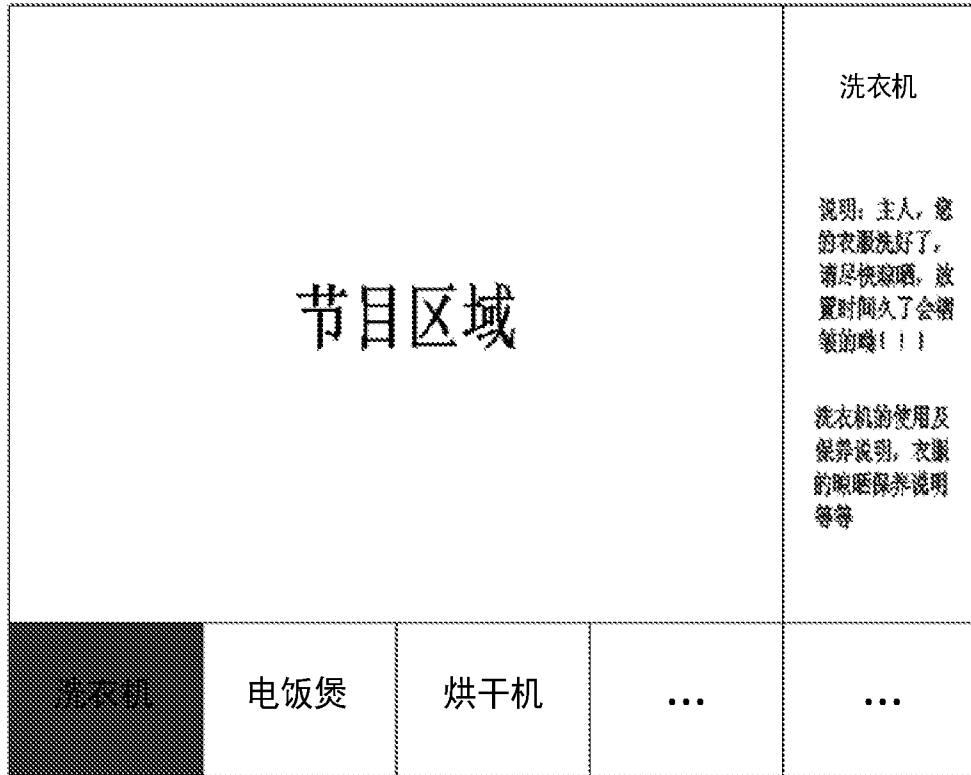 洗衣机
说明：主人，您
的衣服洗好了，
请尽快晾晒，放
置时间久了会褶
皱的哦！！！
洗衣机的使用及
保养说明，衣服
的晾晒保养说明
等等
节目区域
洗衣机
电饭煲
烘干机
...
...